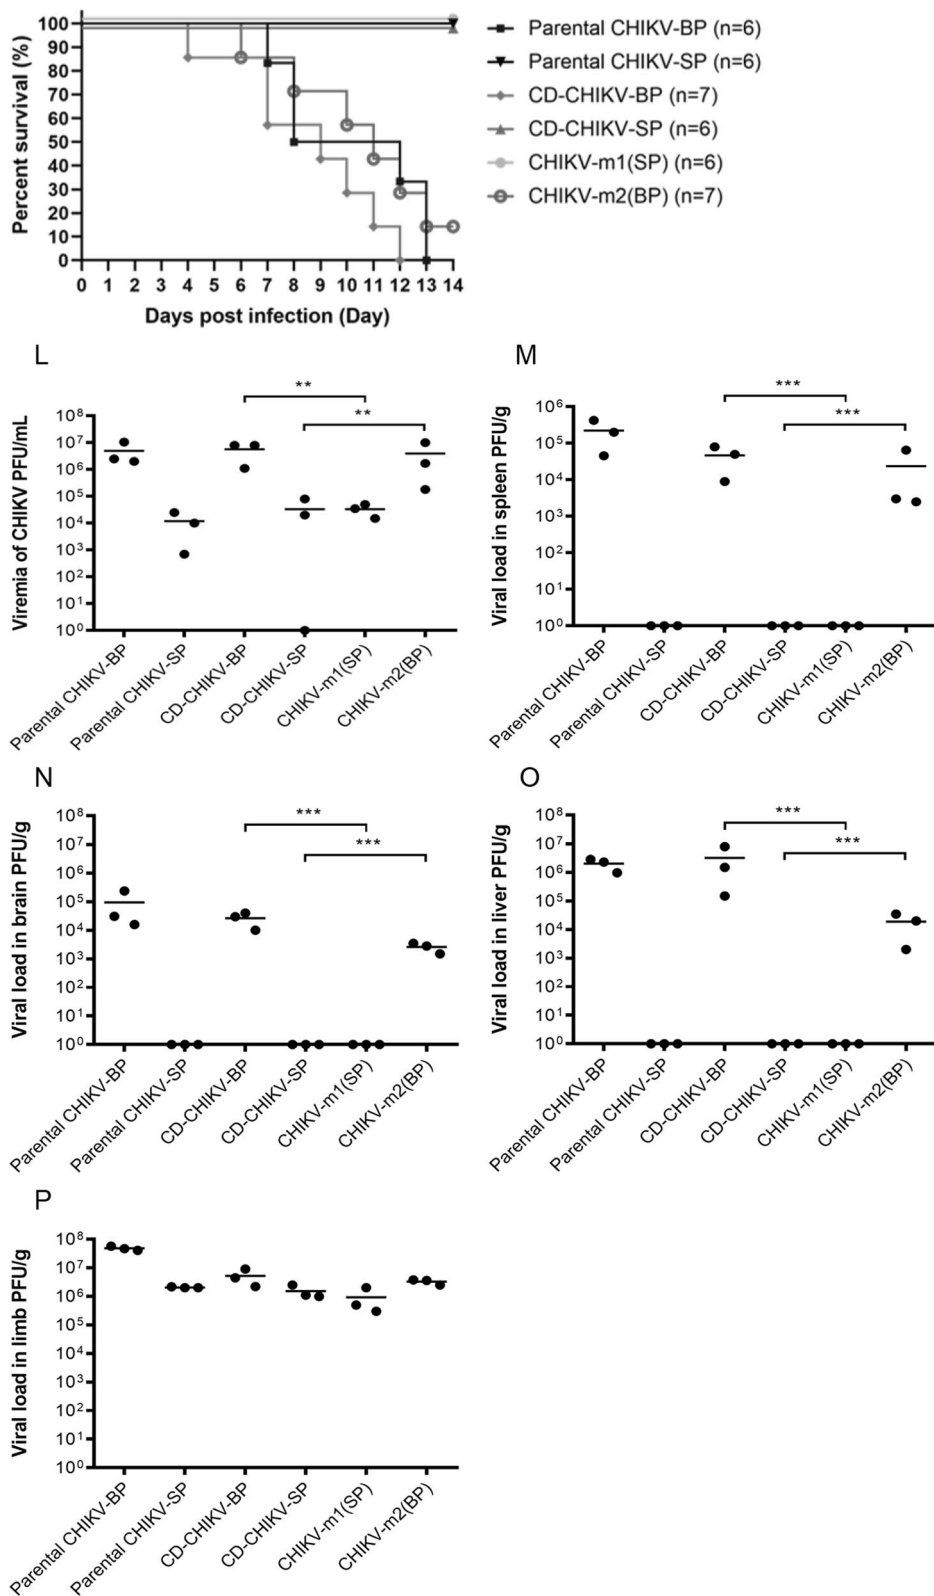 Percent survival (%)
100
90
80
70
60
50
40
30
20
10
0
0 1 2 3 4 5 6 7 8 9 10 11 12 13 14
Days post infection (Day)
Parental CHIKV-BP (n=6)
Parental CHIKV-SP (n=6)
CD-CHIKV-BP (n=7)
CD-CHIKV-SP (n=6)
CHIKV-m1(SP) (n=6)
CHIKV-m2(BP) (n=7)
L
Viremia of CHIKV PFU/mL
10⁸
10⁷
10⁶
10⁵
10⁴
10³
10²
10¹
10⁰
**
**
Parental CHIKV-BP
Parental CHIKV-SP
CD-CHIKV-BP
CD-CHIKV-SP
CHIKV-m1(SP)
CHIKV-m2(BP)
M
Viral load in spleen PFU/g
10⁶
10⁵
10⁴
10³
10²
10¹
10⁰
***
***
Parental CHIKV-BP
Parental CHIKV-SP
CD-CHIKV-BP
CD-CHIKV-SP
CHIKV-m1(SP)
CHIKV-m2(BP)
N
Viral load in brain PFU/g
10⁸
10⁷
10⁶
10⁵
10⁴
10³
10²
10¹
10⁰
***
***
Parental CHIKV-BP
Parental CHIKV-SP
CD-CHIKV-BP
CD-CHIKV-SP
CHIKV-m1(SP)
CHIKV-m2(BP)
O
Viral load in liver PFU/g
10⁸
10⁷
10⁶
10⁵
10⁴
10³
10²
10¹
10⁰
***
***
Parental CHIKV-BP
Parental CHIKV-SP
CD-CHIKV-BP
CD-CHIKV-SP
CHIKV-m1(SP)
CHIKV-m2(BP)
P
Viral load in limb PFU/g
10⁸
10⁷
10⁶
10⁵
10⁴
10³
10²
10¹
10⁰
Parental CHIKV-BP
Parental CHIKV-SP
CD-CHIKV-BP
CD-CHIKV-SP
CHIKV-m1(SP)
CHIKV-m2(BP)